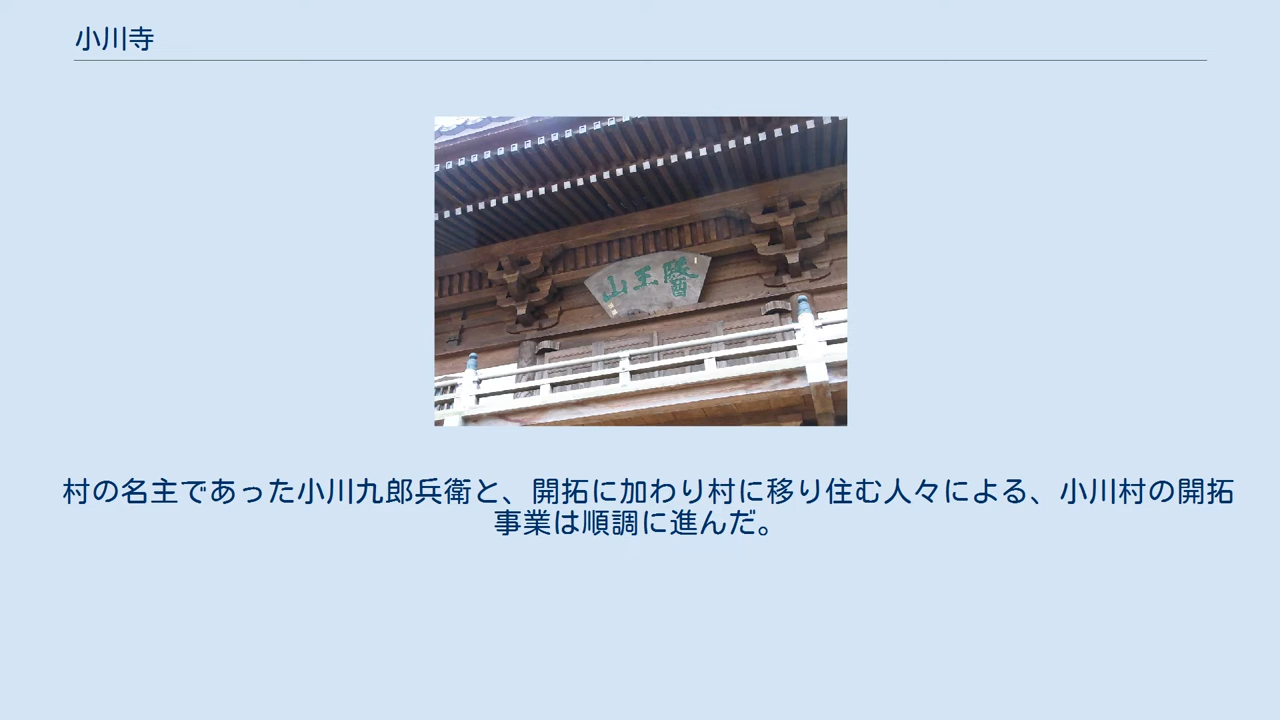 小川寺
醫王山
村の名主であった小川九郎兵衛と、開拓に加わり村に移り住む人々による、小川村の開拓
事業は順調に進んだ。